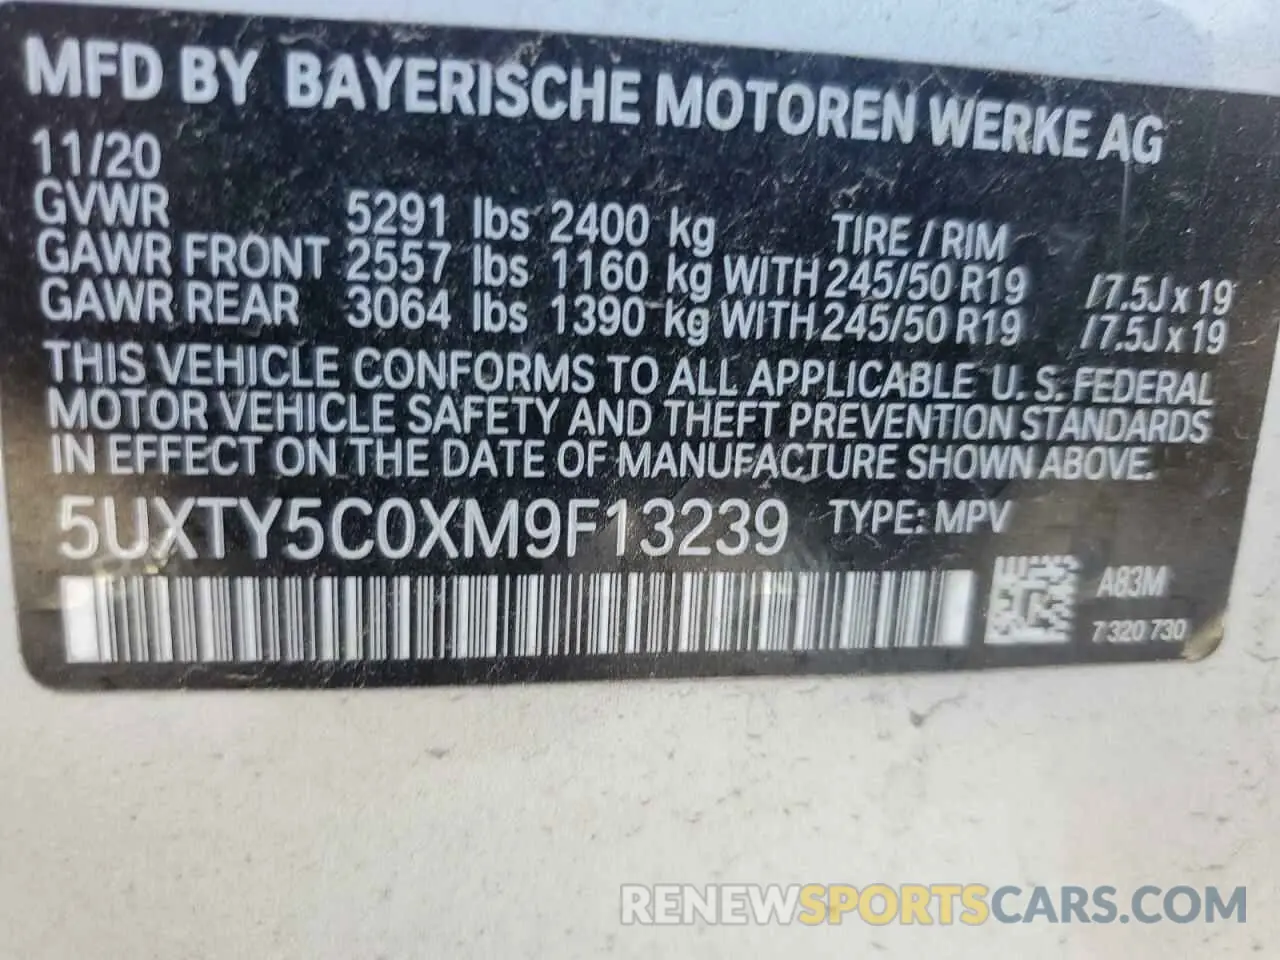 MFD BY BAYERISCHE MOTOREN WERKE AG
11/20
GVWR 5291 lbs 2400 kg TIRE / RIM
GAWR FRONT 2557 lbs 1160 kg WITH 245/50 R19 /7.5J x 19
GAWR REAR 3064 lbs 1390 kg WITH 245/50 R19 /7.5J x 19
THIS VEHICLE CONFORMS TO ALL APPLICABLE U. S. FEDERAL
MOTOR VEHICLE SAFETY AND THEFT PREVENTION STANDARDS
IN EFFECT ON THE DATE OF MANUFACTURE SHOWN ABOVE.
5UXTY5C0XM9F13239 TYPE: MPV
A83M
7 320 730
RENEWSPORTSCARS.COM